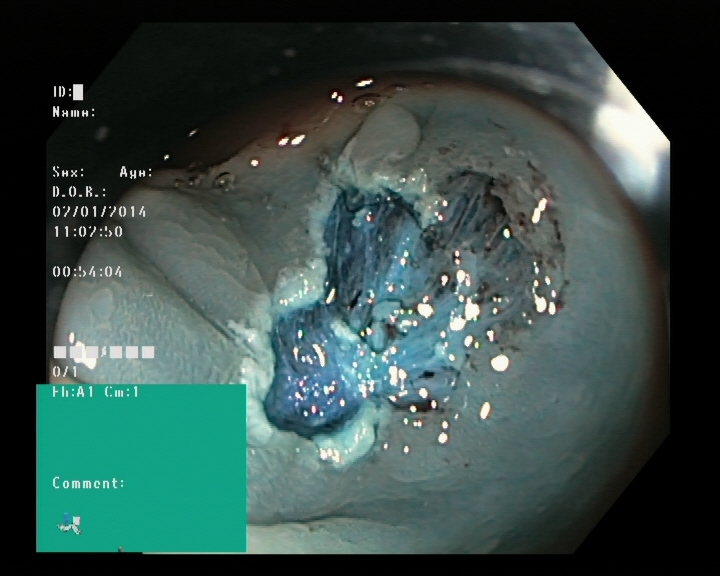 ID:
Name:
Sex: Age:
D.O.B.:
02/01/2014
11:02:50
00:54:04
0/1
Eh:A1 Cm:1
Comment: